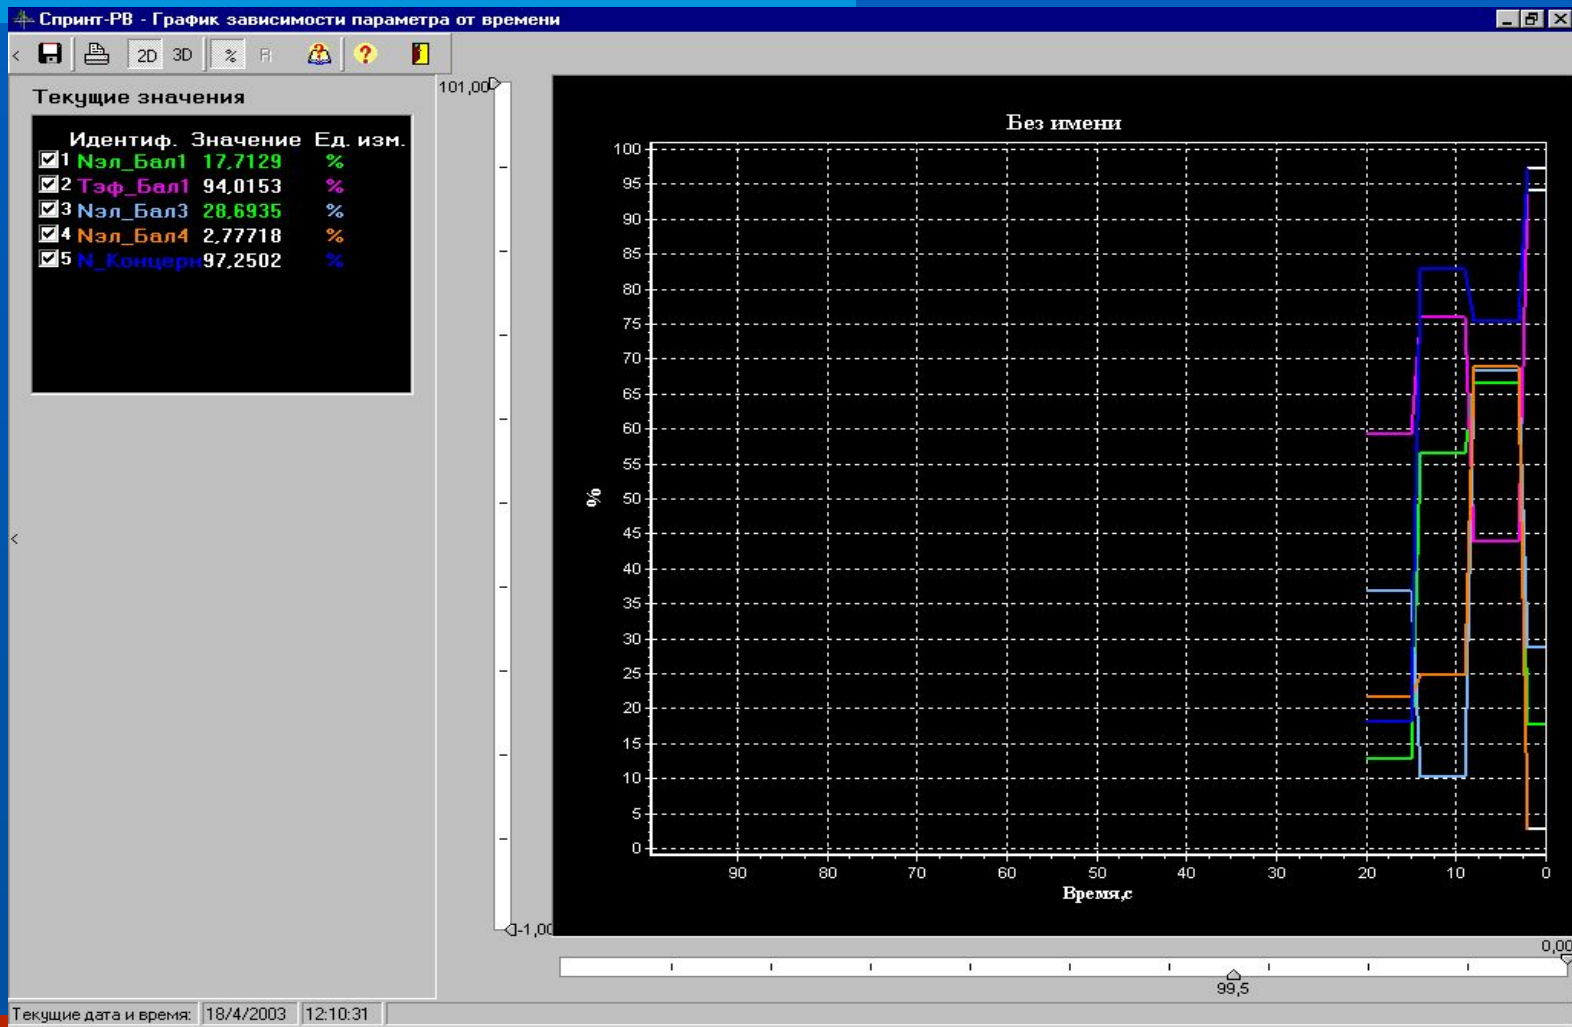 Спринт-РВ - График зависимости параметра от времени
< 2D 3D % R ? ?
Текущие значения
Идентиф. Значение Ед. изм.
1 Nэл_Бал1 17,7129 %
2 Тэф_Бал1 94,0153 %
3 Nэл_Бал3 28,6935 %
4 Nэл_Бал4 2,77718 %
5 N_Концерн 97,2502 %
<
101,00
-1,00
Без имени
100
95
90
85
80
75
70
65
60
55
50
45
40
35
30
25
20
15
10
5
0
%
90 80 70 60 50 40 30 20 10 0
Время,с
0,00
99,5
Текущие дата и время: 18/4/2003 12:10:31